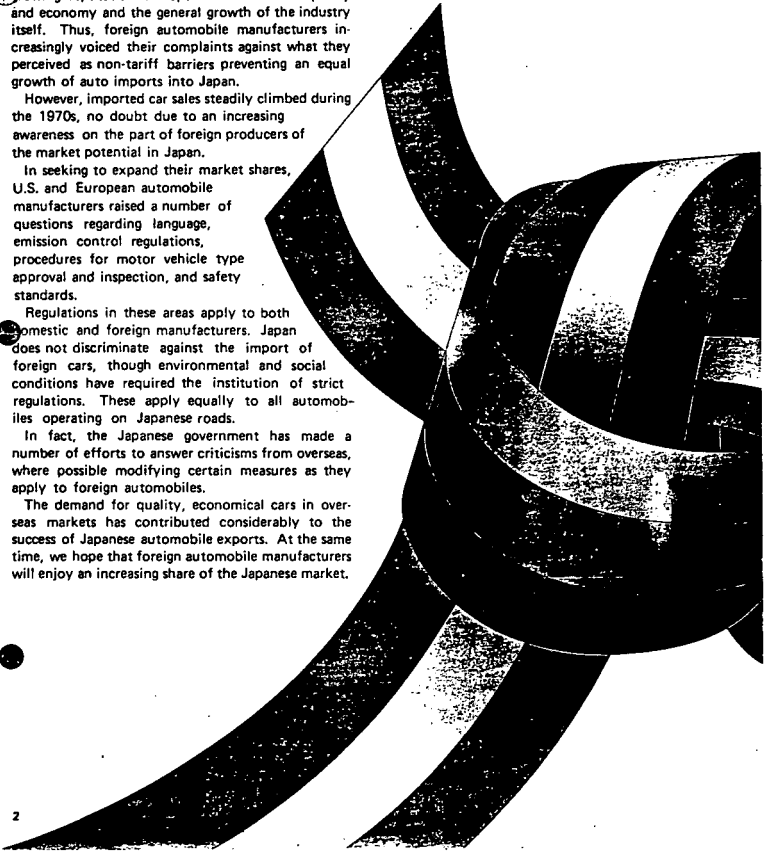 and economy and the general growth of the industry
itself. Thus, foreign automobile manufacturers in-
creasingly voiced their complaints against what they
perceived as non-tariff barriers preventing an equal
growth of auto imports into Japan.
However, imported car sales steadily climbed during
the 1970s, no doubt due to an increasing
awareness on the part of foreign producers of
the market potential in Japan.
In seeking to expand their market shares,
U.S. and European automobile
manufacturers raised a number of
questions regarding language,
emission control regulations,
procedures for motor vehicle type
approval and inspection, and safety
standards.
Regulations in these areas apply to both
omestic and foreign manufacturers. Japan
does not discriminate against the import of
foreign cars, though environmental and social
conditions have required the institution of strict
regulations. These apply equally to all automob-
iles operating on Japanese roads.
In fact, the Japanese government has made a
number of efforts to answer criticisms from overseas,
where possible modifying certain measures as they
apply to foreign automobiles.
The demand for quality, economical cars in over-
seas markets has contributed considerably to the
success of Japanese automobile exports. At the same
time, we hope that foreign automobile manufacturers
will enjoy an increasing share of the Japanese market.
2